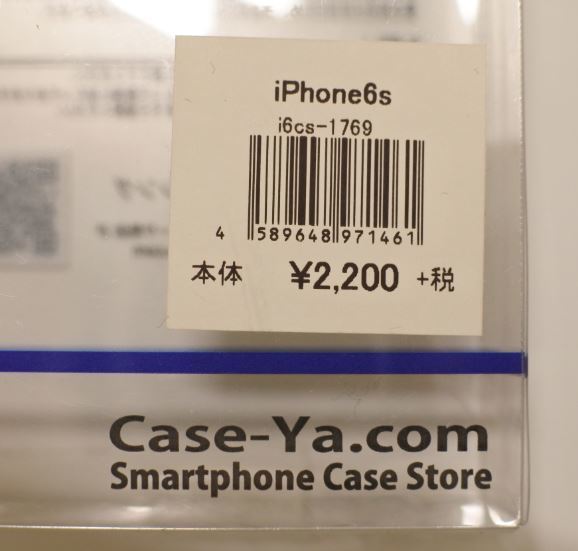 iPhone6s
i6cs-1769
4 589648 971461
本体 ¥2,200 +税
Case-Ya.com
Smartphone Case Store